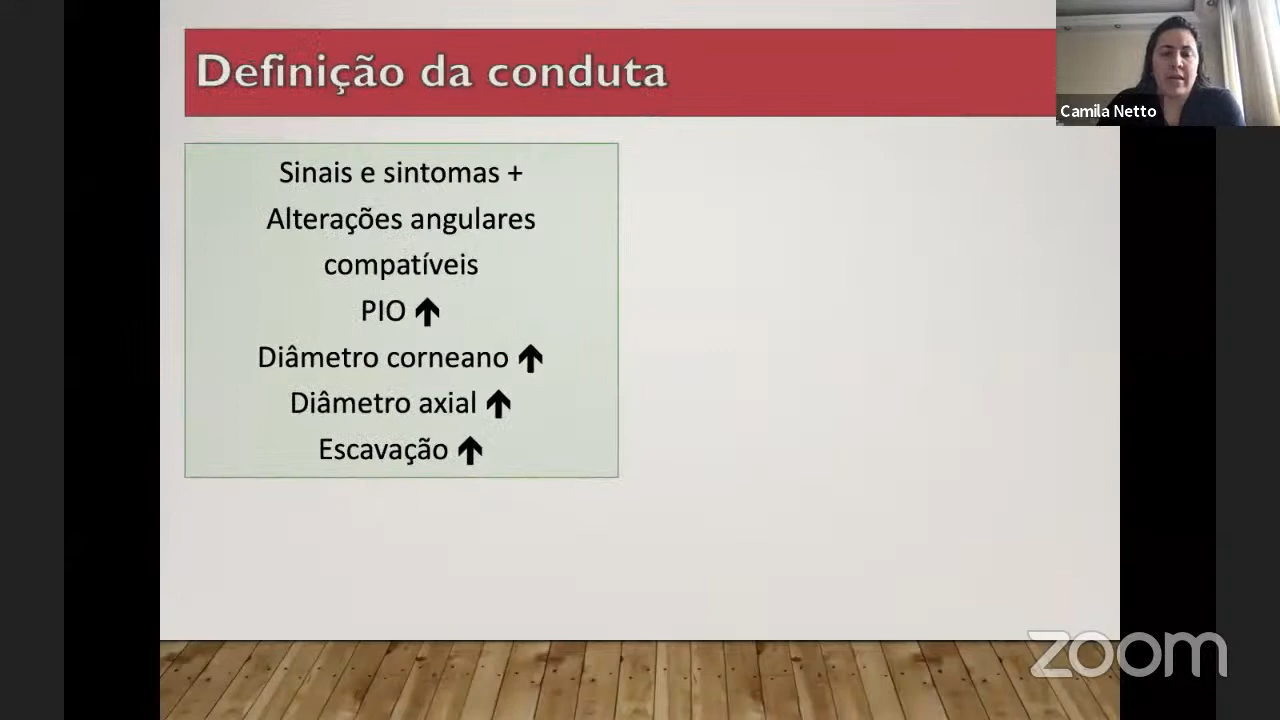 Definição da conduta
Camila Netto
Sinais e sintomas +
Alterações angulares
compatíveis
PIO ↑
Diâmetro corneano ↑
Diâmetro axial ↑
Escavação ↑
zoom